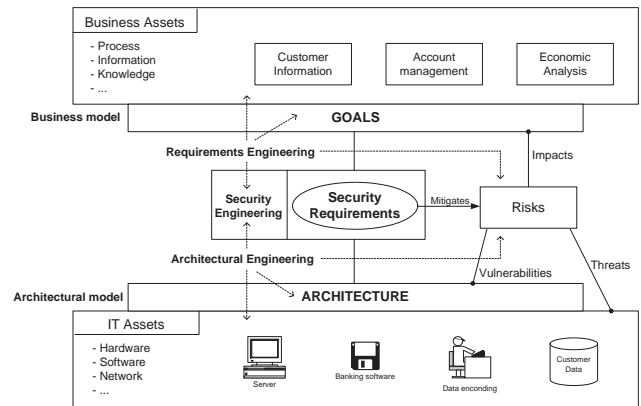 Business Assets
- Process
- Information
- Knowledge
- ...
Customer
Information
Account
management
Economic
Analysis
Business model
GOALS
Requirements Engineering
Impacts
Security
Engineering
Security
Requirements
Mitigates
Risks
Architectural Engineering
Vulnerabilities
Threats
Architectural model
ARCHITECTURE
IT Assets
- Hardware
- Software
- Network
- ...
Server
Banking software
Data enconding
Customer
Data